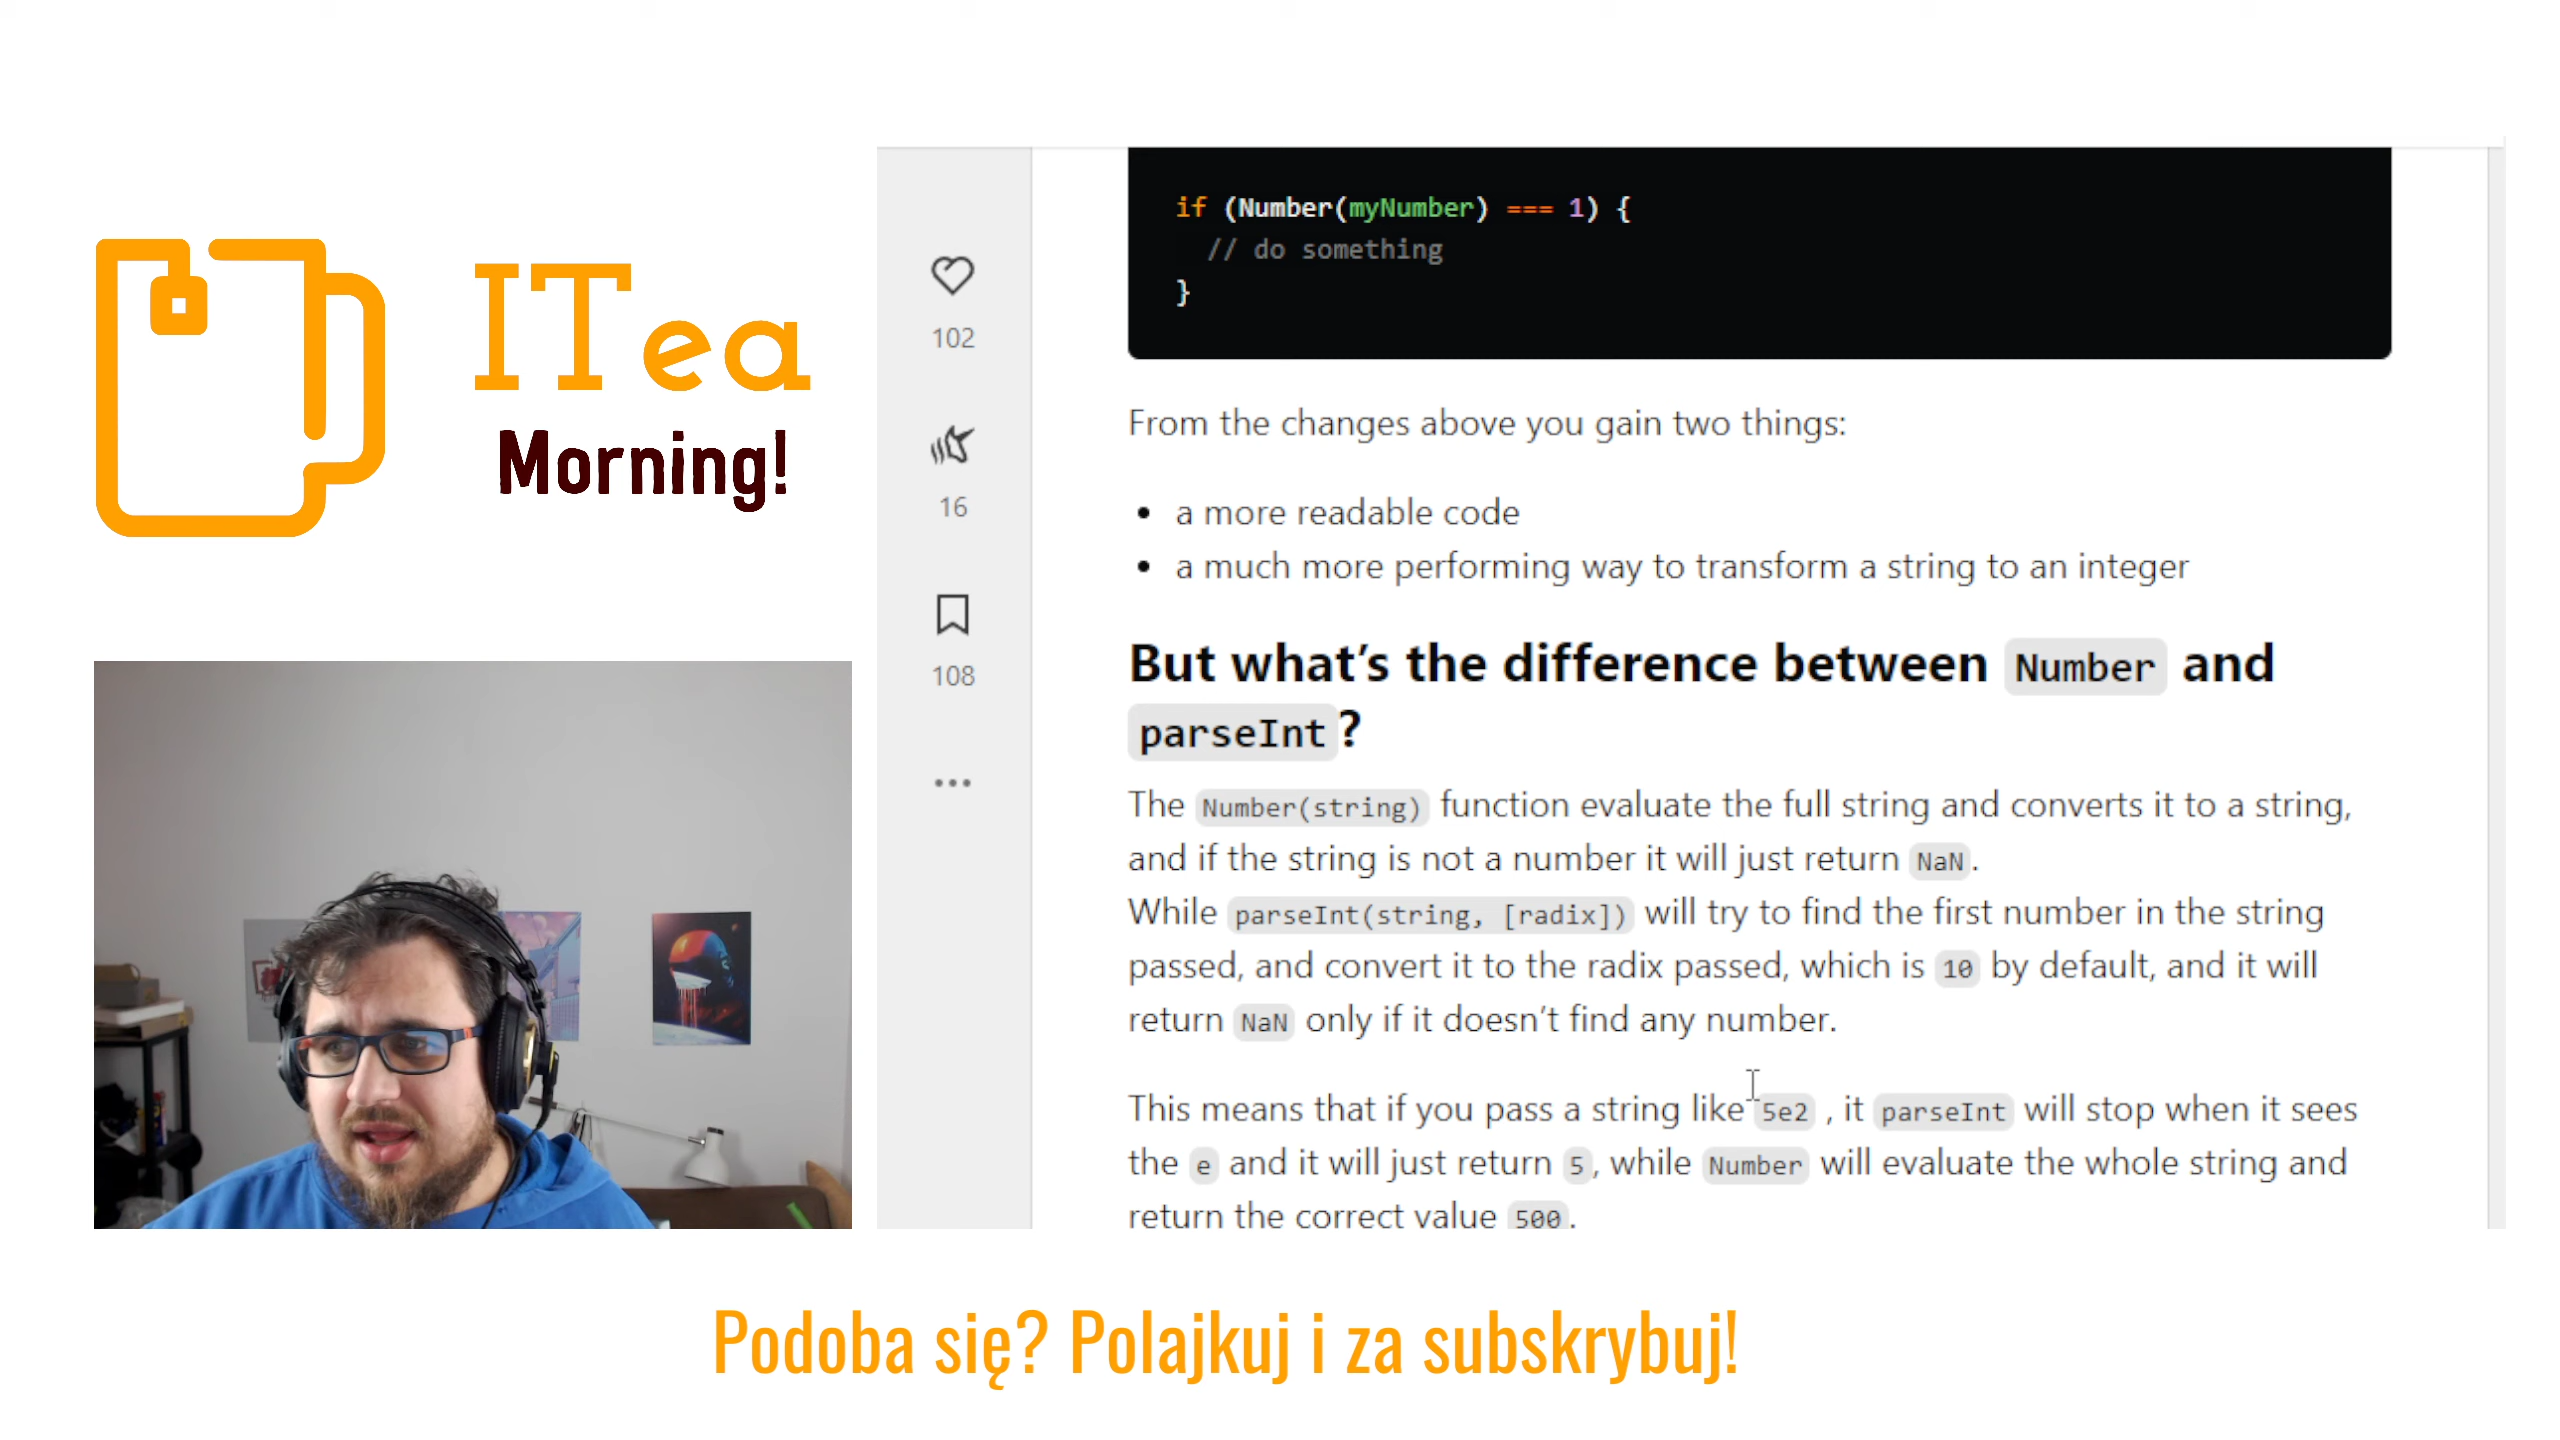 ITea
Morning!
102
16
108
if (Number(myNumber) === 1) {
// do something
}
From the changes above you gain two things:
• a more readable code
• a much more performing way to transform a string to an integer
But what's the difference between Number and
parseInt?
The Number(string) function evaluate the full string and converts it to a string,
and if the string is not a number it will just return NaN.
While parseInt(string, [radix]) will try to find the first number in the string
passed, and convert it to the radix passed, which is 10 by default, and it will
return NaN only if it doesn't find any number.
This means that if you pass a string like 5e2 , it parseInt will stop when it sees
the e and it will just return 5, while Number will evaluate the whole string and
return the correct value 500.
Podoba się? Polajkuj i za subskrybuj!